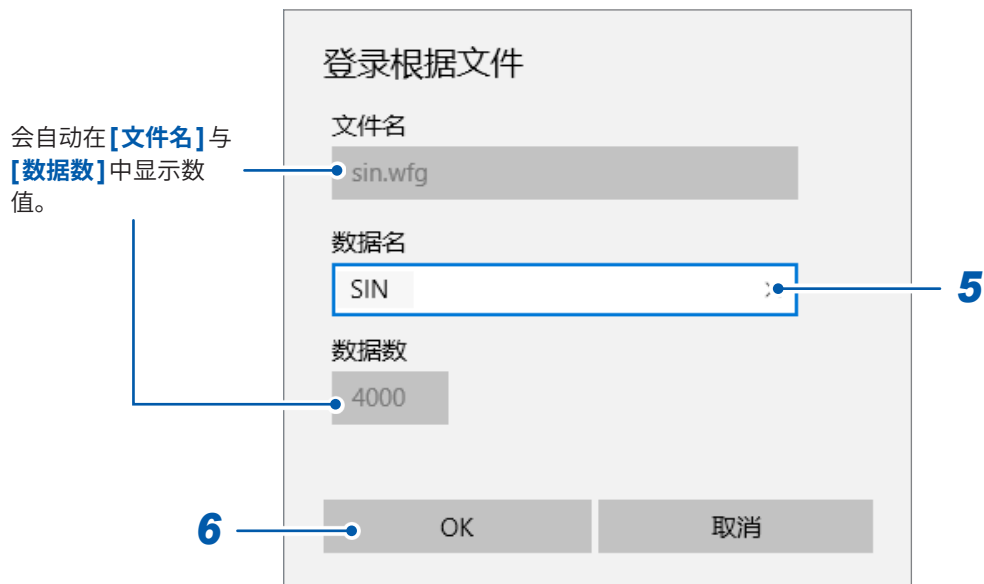 登录根据文件
文件名
会自动在[文件名]与
[数据数]中显示数
值。
sin.wfg
数据名
SIN
5
数据数
4000
6
OK
取消